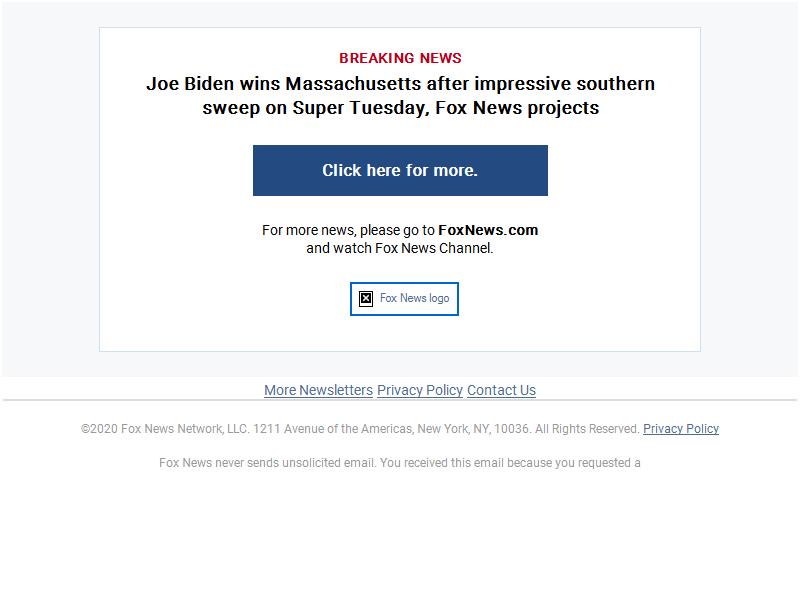 BREAKING NEWS
Joe Biden wins Massachusetts after impressive southern
sweep on Super Tuesday, Fox News projects
Click here for more.
For more news, please go to FoxNews.com
and watch Fox News Channel.
Fox News logo
More Newsletters Privacy Policy Contact Us
©2020 Fox News Network, LLC. 1211 Avenue of the Americas, New York, NY, 10036. All Rights Reserved. Privacy Policy
Fox News never sends unsolicited email. You received this email because you requested a